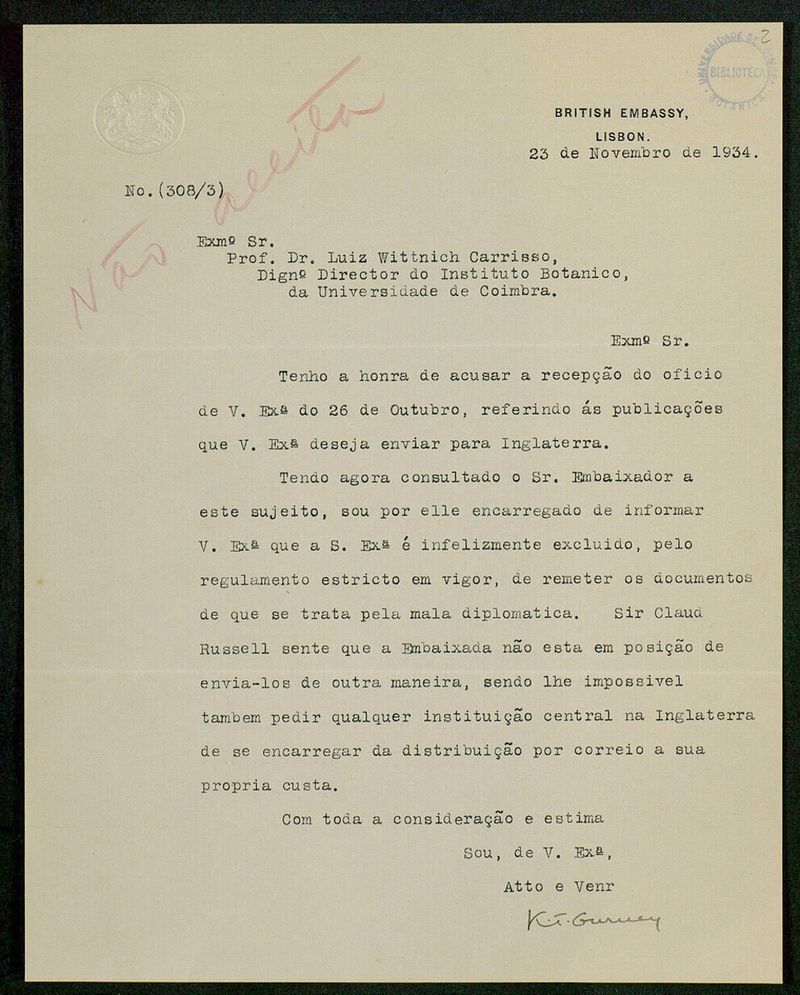 2
BIBLIOTECA
BRITISH EMBASSY,
LISBON.
23 de Novembro de 1934.
No.(308/3)
Não aceita
Exmº Sr.
Prof. Dr. Luiz Wittnich Carrisso,
Dignº Director do Instituto Botanico,
da Universidade de Coimbra.
Exmº Sr.
Tenho a honra de acusar a recepção do oficio
de V. Exª do 26 de Outubro, referindo ás publicações
que V. Exª deseja enviar para Inglaterra.
Tendo agora consultado o Sr. Embaixador a
este sujeito, sou por elle encarregado de informar
V. Exª que a S. Exª é infelizmente excluido, pelo
regulamento estricto em vigor, de remeter os documentos
de que se trata pela mala diplomatica. Sir Claud
Russell sente que a Embaixada não esta em posição de
envia-los de outra maneira, sendo lhe impossivel
tambem pedir qualquer instituição central na Inglaterra
de se encarregar da distribuição por correio a sua
propria custa.
Com toda a consideração e estima
Sou, de V. Exª,
Atto e Venr